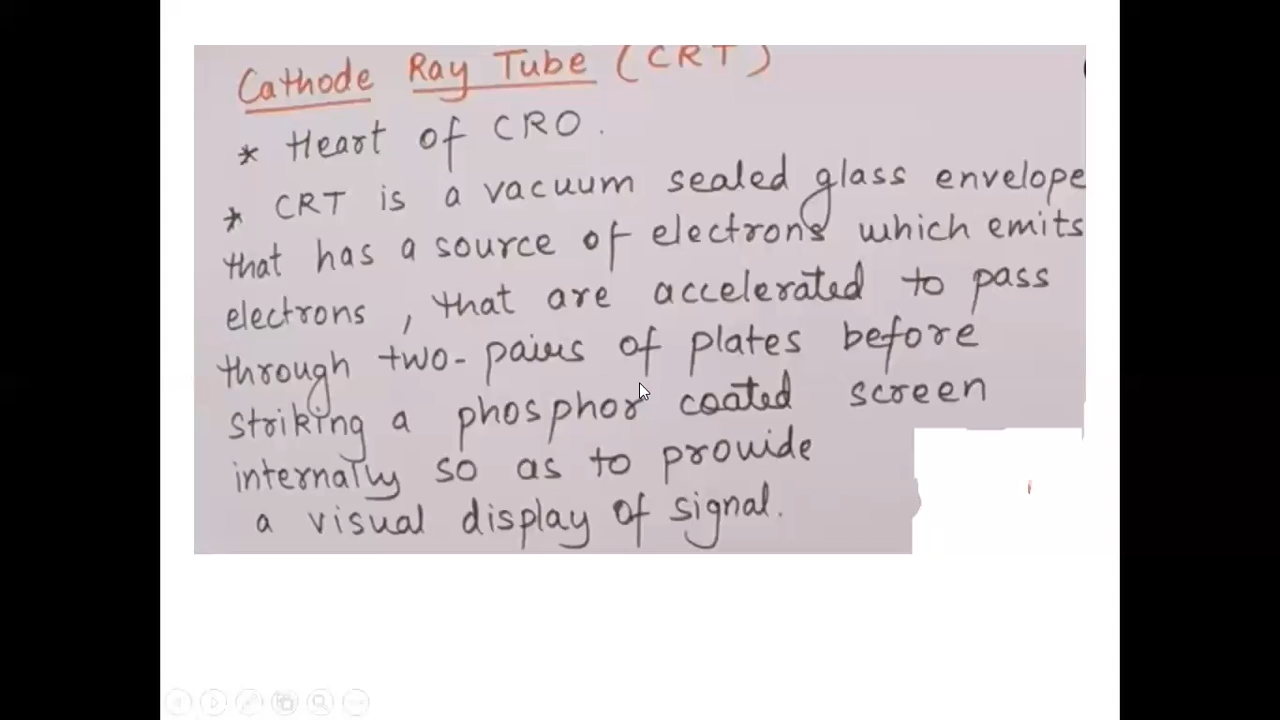 Cathode Ray Tube (CRT)
* Heart of CRO.
* CRT is a vacuum sealed glass envelope
that has a source of electrons which emits
electrons, that are accelerated to pass
through two-pairs of plates before
striking a phosphor coated screen
internally so as to provide
a visual display of signal.